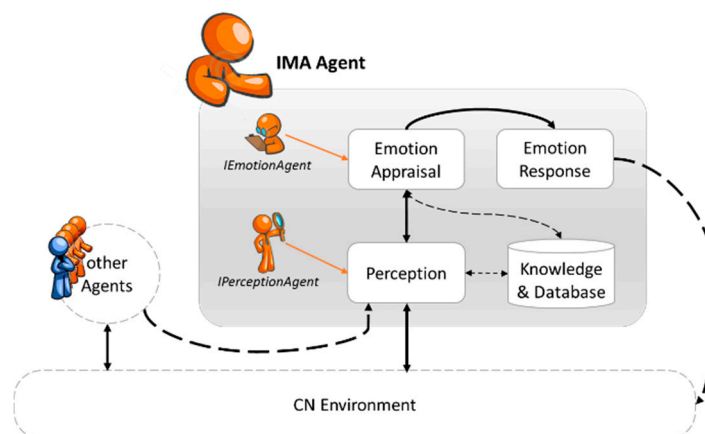 IMA Agent
IEmotionAgent
Emotion
Appraisal
Emotion
Response
other
Agents
IPerceptionAgent
Perception
Knowledge
& Database
CN Environment